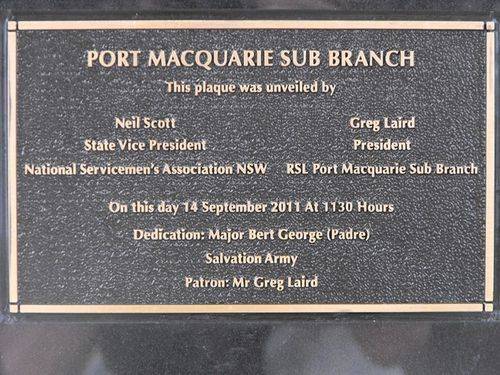 PORT MACQUARIE SUB BRANCH
This plaque was unveiled by
Neil Scott Greg Laird
State Vice President President
National Servicemen's Association NSW RSL Port Macquarie Sub Branch
On this day 14 September 2011 At 1130 Hours
Dedication: Major Bert George (Padre)
Salvation Army
Patron: Mr Greg Laird